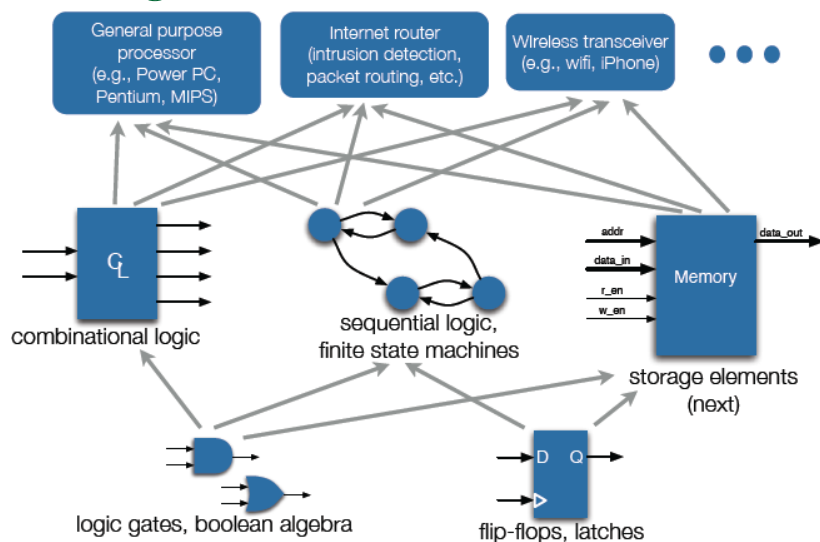 General purpose
processor
(e.g., Power PC,
Pentium, MIPS)
Internet router
(intrusion detection,
packet routing, etc.)
Wireless transceiver
(e.g., wifi, iPhone)
CL
combinational logic
sequential logic,
finite state machines
addr
data_in
r_en
w_en
Memory
data_out
storage elements
(next)
logic gates, boolean algebra
D Q
flip-flops, latches